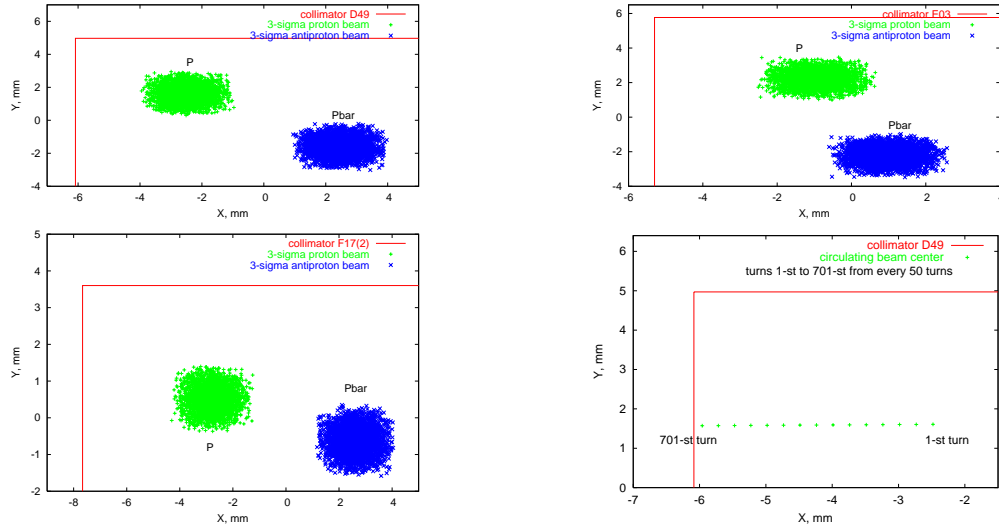 collimator D49
3-sigma proton beam
3-sigma antiproton beam
P
Pbar
Y, mm
6
4
2
0
-2
-4
-6
-4
-2
0
2
4
X, mm
collimator F03
3-sigma proton beam
3-sigma antiproton beam
P
Pbar
Y, mm
6
4
2
0
-2
-4
-6
-4
-2
0
2
4
X, mm
collimator F17(2)
3-sigma proton beam
3-sigma antiproton beam
Pbar
P
Y, mm
5
4
3
2
1
0
-1
-2
-8
-6
-4
-2
0
2
4
X, mm
collimator D49
circulating beam center
turns 1-st to 701-st from every 50 turns
701-st turn
1-st turn
Y, mm
6
5
4
3
2
1
0
-7
-6
-5
-4
-3
-2
X, mm